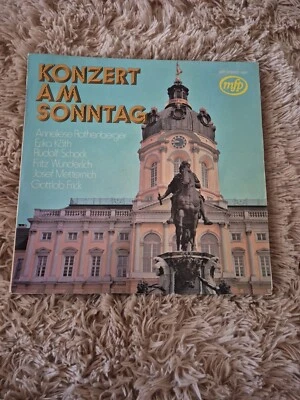 KONZERT
AM
SONNTAG
Anneliese Rothenberger
Erika Köth
Rudolf Schock
Fritz Wunderlich
Josef Metternich
Gottlob Frick
mfp